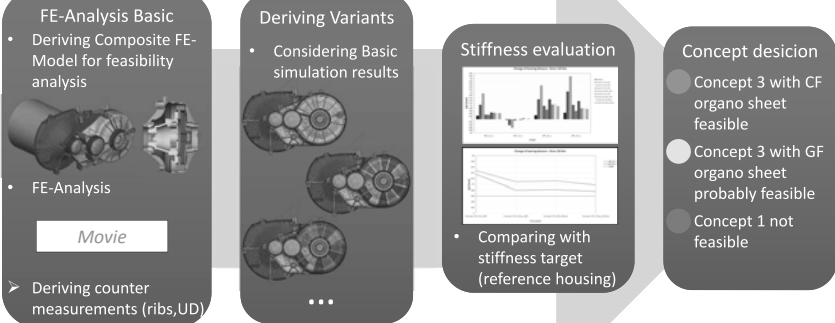 FE-Analysis Basic
• Deriving Composite FE-
Model for feasibility
analysis
• FE-Analysis
Movie
➢ Deriving counter
measurements (ribs,UD)
Deriving Variants
• Considering Basic
simulation results
...
Stiffness evaluation
• Comparing with
stiffness target
(reference housing)
Concept desicion
Concept 3 with CF
organo sheet
feasible
Concept 3 with GF
organo sheet
probably feasible
Concept 1 not
feasible